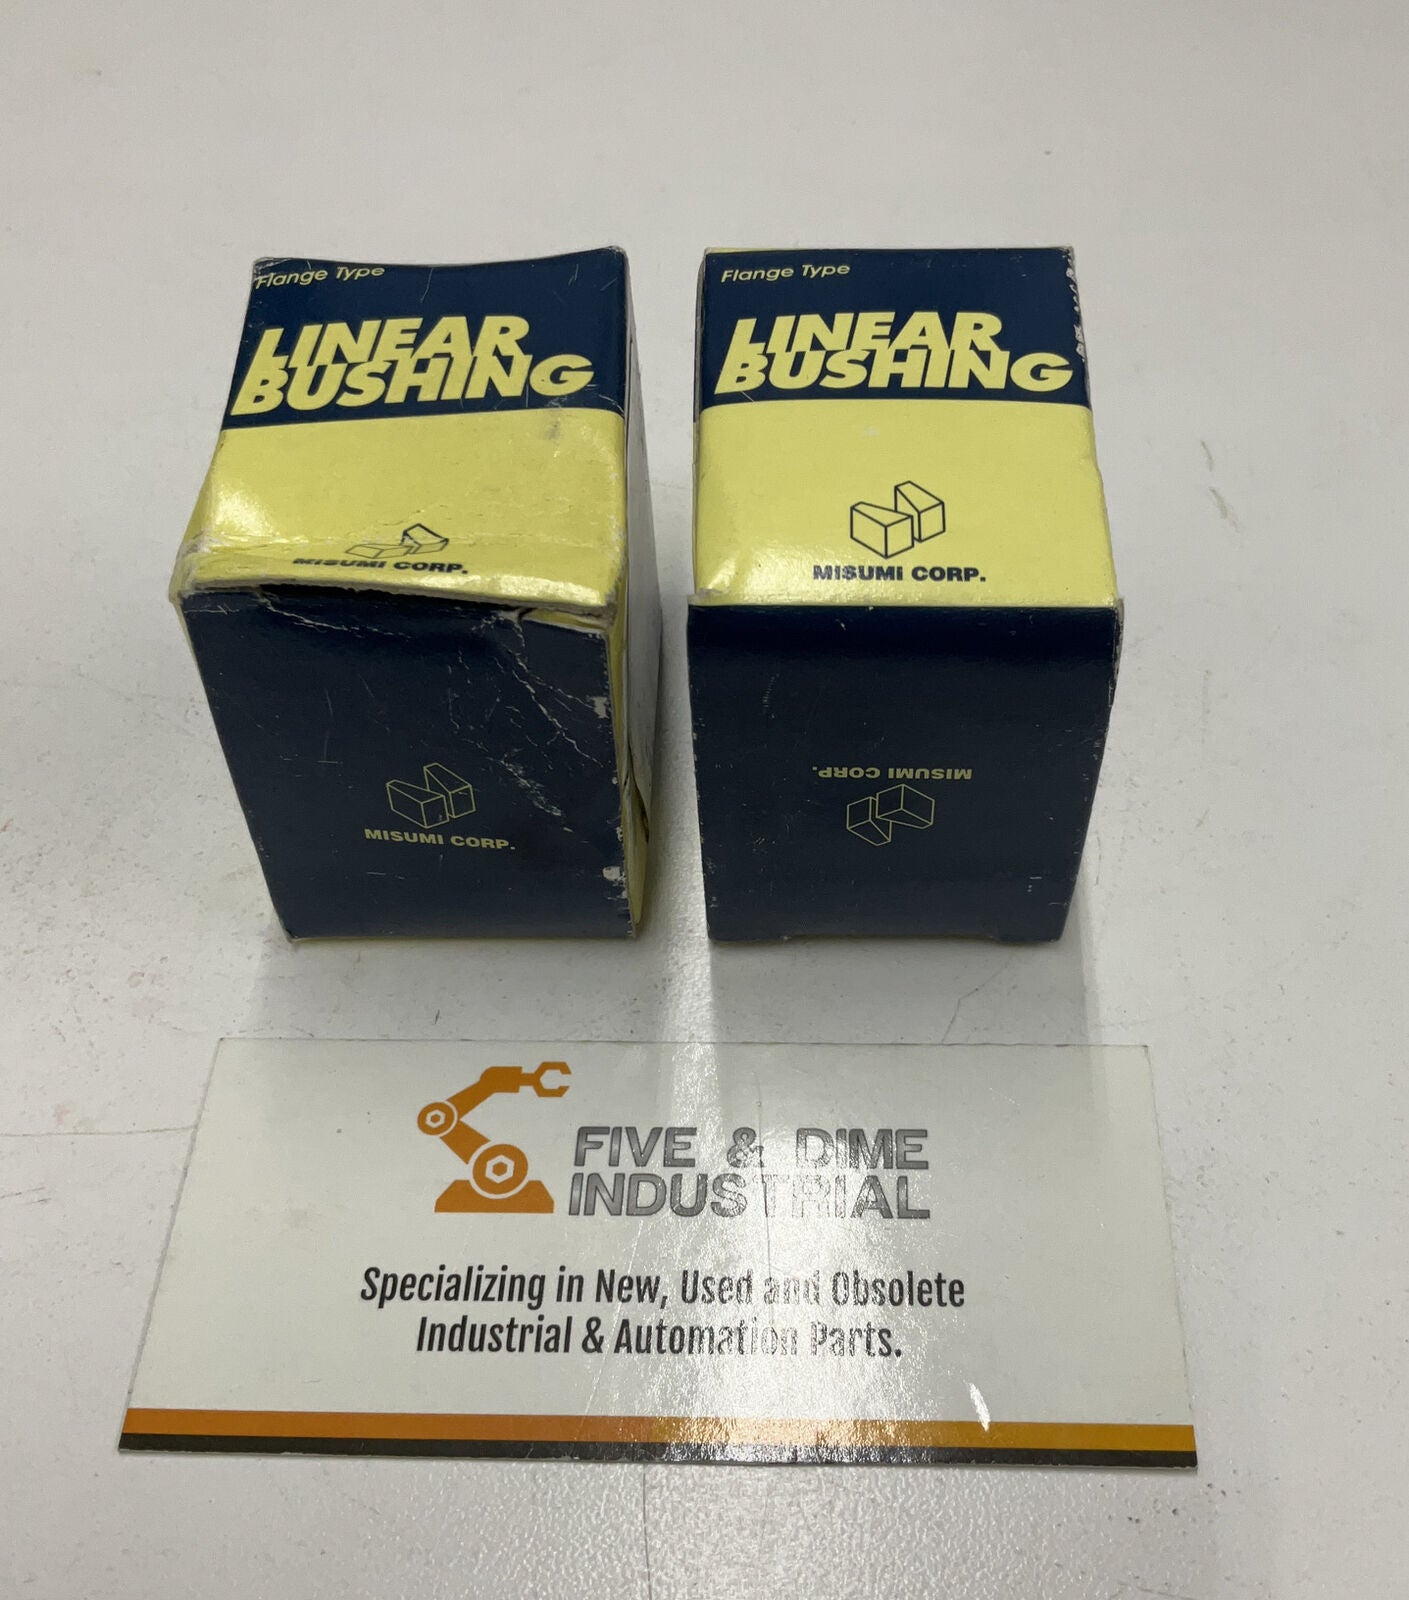 Flange Type
LINEAR
BUSHING
MISUMI CORP.
MISUMI CORP.
Flange Type
LINEAR
BUSHING
MISUMI CORP.
MISUMI CORP.
FIVE & DIME
INDUSTRIAL
Specializing in New, Used and Obsolete
Industrial & Automation Parts.